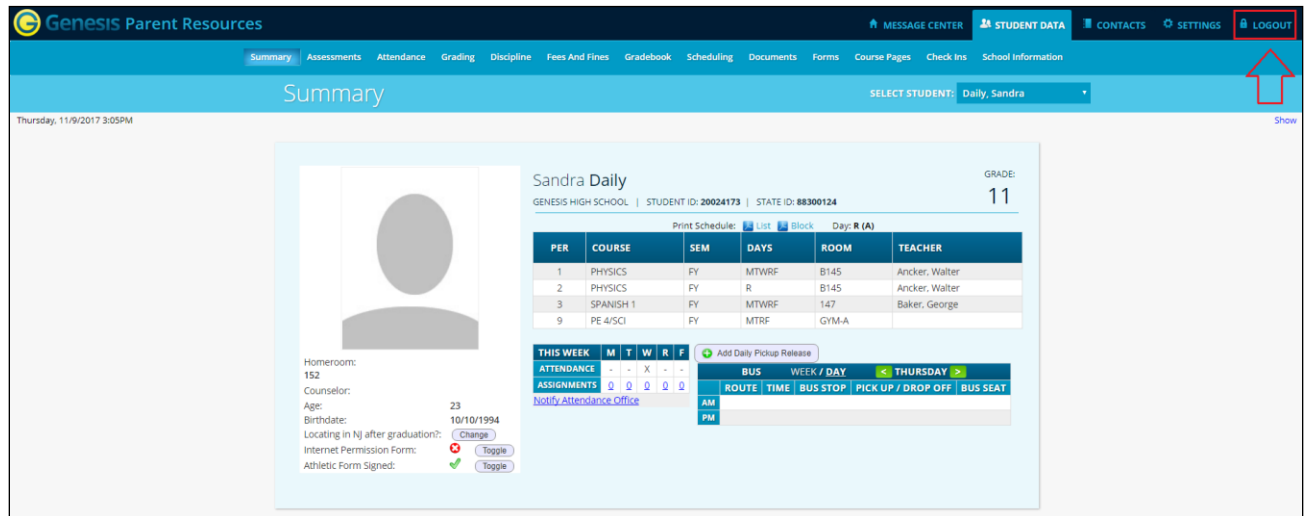 Genesis Parent Resources
MESSAGE CENTER STUDENT DATA CONTACTS SETTINGS LOGOUT
Summary Assessments Attendance Grading Discipline Fees And Fines Gradebook Scheduling Documents Forms Course Pages Check Ins School Information
Summary
SELECT STUDENT: Daily, Sandra
Thursday, 11/9/2017 3:05PM
Show
Sandra Daily
GRADE:
11
GENESIS HIGH SCHOOL | STUDENT ID: 20024173 | STATE ID: 88300124
Print Schedule: List Block Day: R (A)
PER COURSE SEM DAYS ROOM TEACHER
1 PHYSICS FY MTWRF B145 Ancker, Walter
2 PHYSICS FY R B145 Ancker, Walter
3 SPANISH 1 FY MTWRF 147 Baker, George
9 PE 4/SCI FY MTRF GYM-A
Homeroom:
152
Counselor:
Age: 23
Birthdate: 10/10/1994
Locating in NJ after graduation?: Change
Internet Permission Form: Toggle
Athletic Form Signed: Toggle
THIS WEEK M T W R F
ATTENDANCE - - X - -
ASSIGNMENTS 0 0 0 0 0
Notify Attendance Office
Add Daily Pickup Release
BUS WEEK / DAY < THURSDAY >
ROUTE TIME BUS STOP PICK UP / DROP OFF BUS SEAT
AM
PM